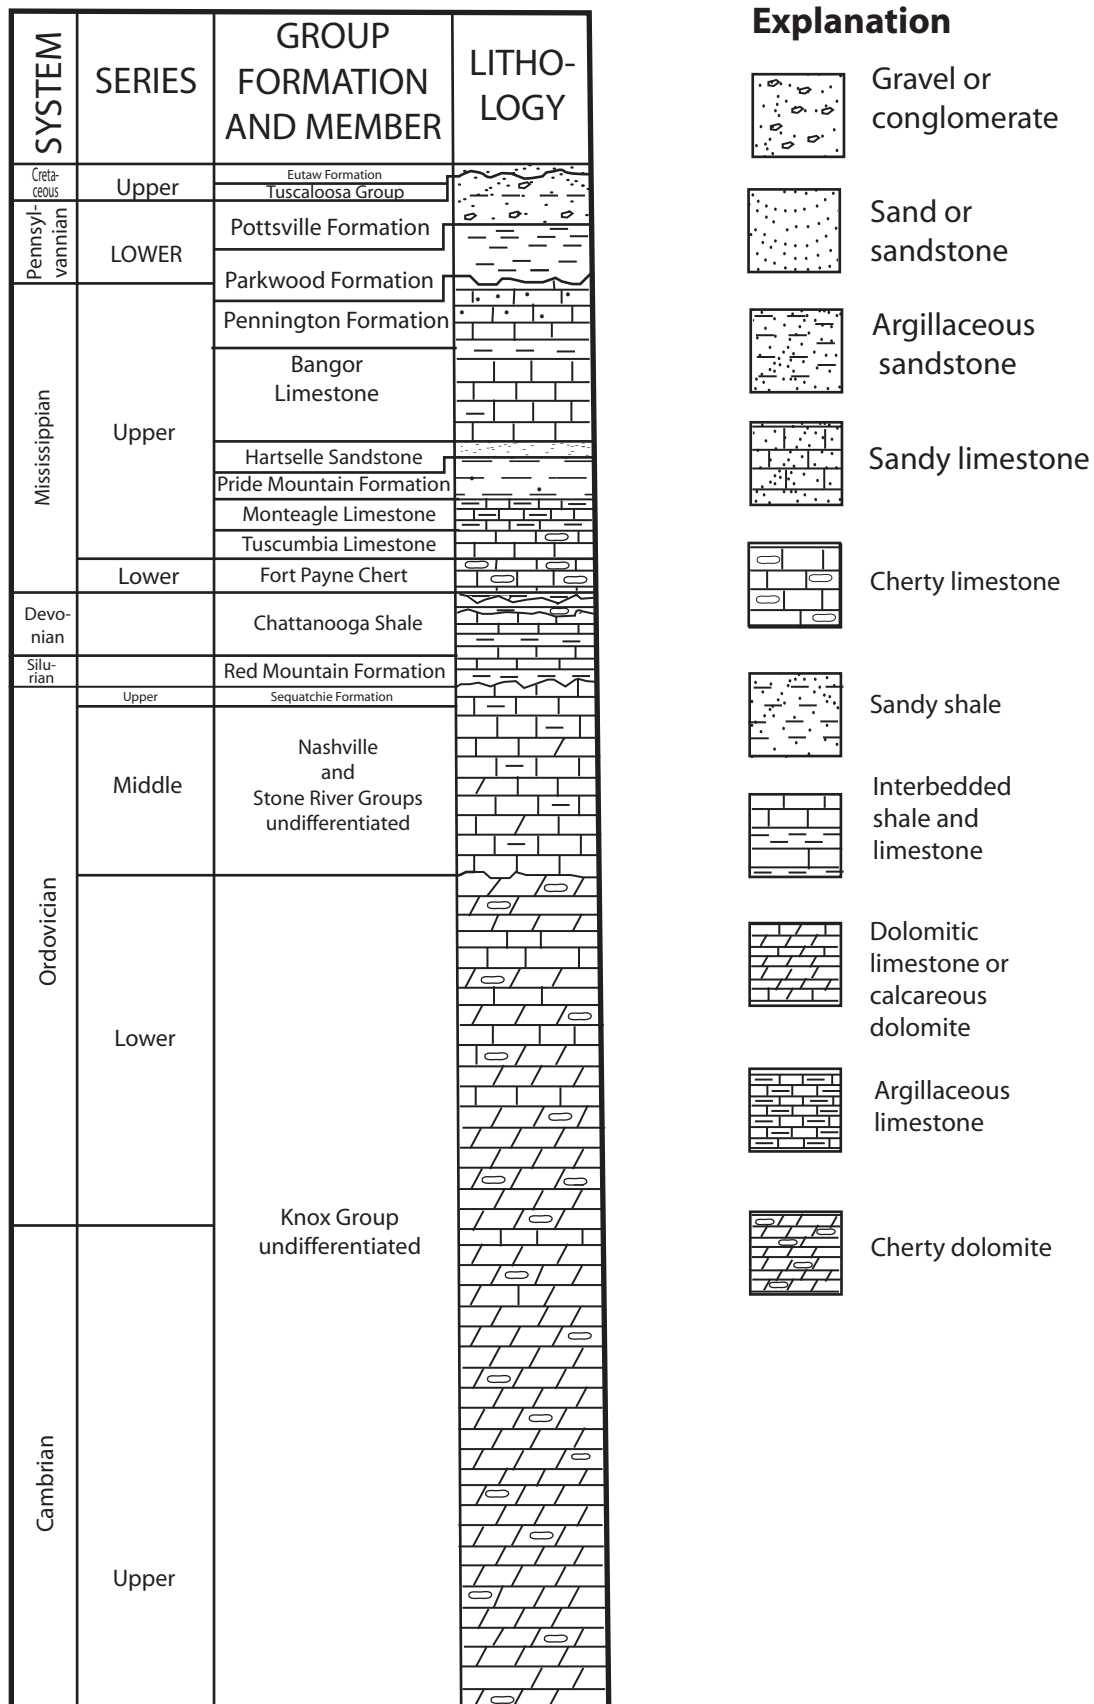 SYSTEM
SERIES
GROUP
FORMATION
AND MEMBER
LITHO-
LOGY
Creta-
ceous
Upper
Eutaw Formation
Tuscaloosa Group
Pennsyl-
vannian
LOWER
Pottsville Formation
Parkwood Formation
Mississippian
Upper
Pennington Formation
Bangor
Limestone
Hartselle Sandstone
Pride Mountain Formation
Monteagle Limestone
Tuscumbia Limestone
Lower
Fort Payne Chert
Devo-
nian
Chattanooga Shale
Silu-
rian
Red Mountain Formation
Ordovician
Upper
Sequatchie Formation
Middle
Nashville
and
Stone River Groups
undifferentiated
Lower
Knox Group
undifferentiated
Cambrian
Upper
Explanation
Gravel or
conglomerate
Sand or
sandstone
Argillaceous
sandstone
Sandy limestone
Cherty limestone
Sandy shale
Interbedded
shale and
limestone
Dolomitic
limestone or
calcareous
dolomite
Argillaceous
limestone
Cherty dolomite